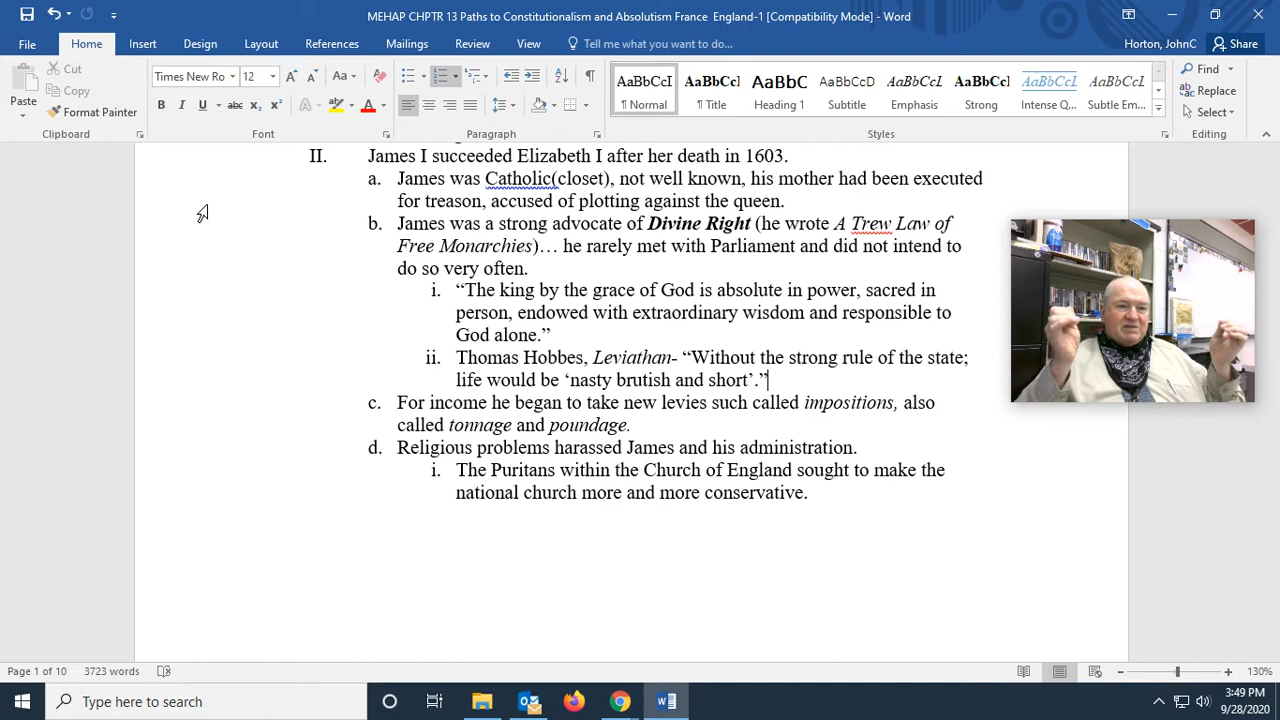 MEHAP CHPTR 13 Paths to Constitutionalism and Absolutism France England-1 [Compatibility Mode] - Word
File Home Insert Design Layout References Mailings Review View Tell me what you want to do... Horton, JohnC Share
Cut
Copy
Format Painter
Paste
Times New Ro 12
AaBbCcI AaBbCcI AaBbC AaBbCcD AaBbCcI AaBbCcI AaBbCcI AaBbCcI
¶ Normal ¶ Title Heading 1 Subtitle Emphasis Strong Intense Q... Subtle Em...
Find
Replace
Select
Clipboard Font Paragraph Styles Editing
II. James I succeeded Elizabeth I after her death in 1603.
a. James was Catholic(closet), not well known, his mother had been executed
for treason, accused of plotting against the queen.
b. James was a strong advocate of Divine Right (he wrote A Trew Law of
Free Monarchies)… he rarely met with Parliament and did not intend to
do so very often.
i. “The king by the grace of God is absolute in power, sacred in
person, endowed with extraordinary wisdom and responsible to
God alone.”
ii. Thomas Hobbes, Leviathan- “Without the strong rule of the state;
life would be ‘nasty brutish and short’.”
c. For income he began to take new levies such called impositions, also
called tonnage and poundage.
d. Religious problems harassed James and his administration.
i. The Puritans within the Church of England sought to make the
national church more and more conservative.
Page 1 of 10 3723 words 130%
Type here to search
3:49 PM
9/28/2020